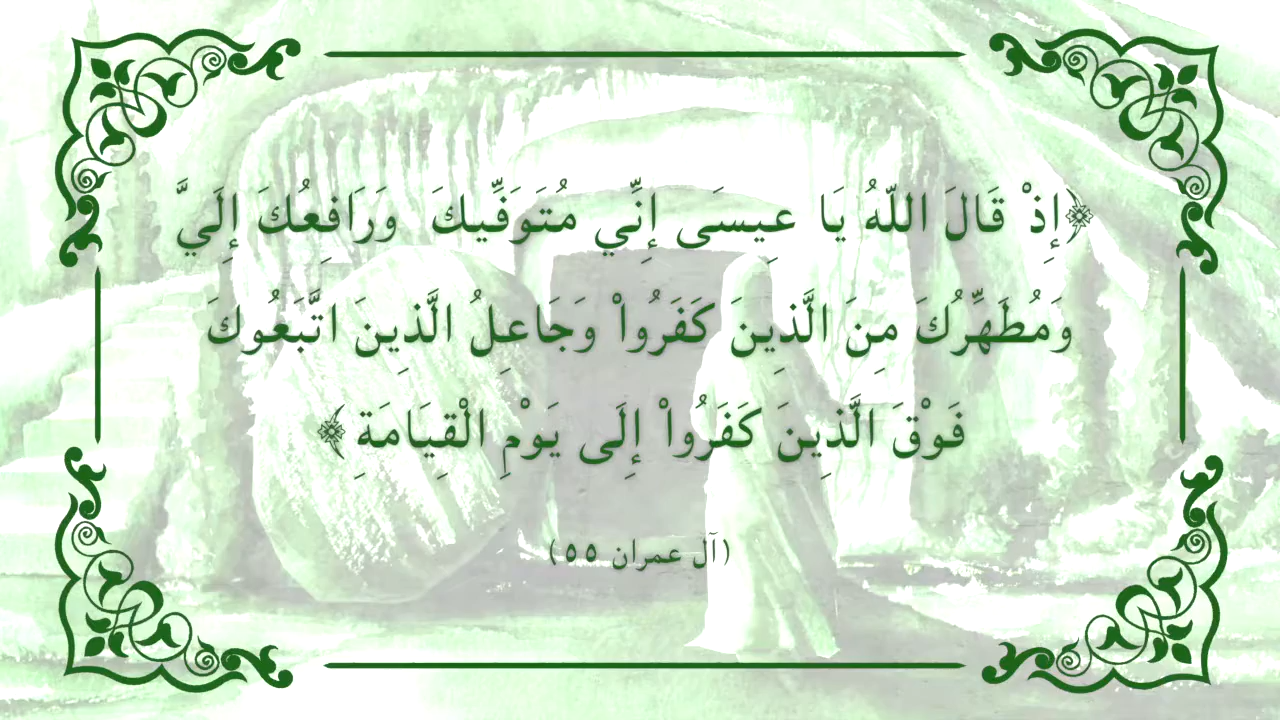 ﴿إِذْ قَالَ اللّهُ يَا عِيسَى إِنِّي مُتَوَفِّيكَ وَرَافِعُكَ إِلَيَّ
وَمُطَهِّرُكَ مِنَ الَّذِينَ كَفَرُواْ وَجَاعِلُ الَّذِينَ اتَّبَعُوكَ
فَوْقَ الَّذِينَ كَفَرُواْ إِلَى يَوْمِ الْقِيَامَةِ﴾
(آل عمران ٥٥)